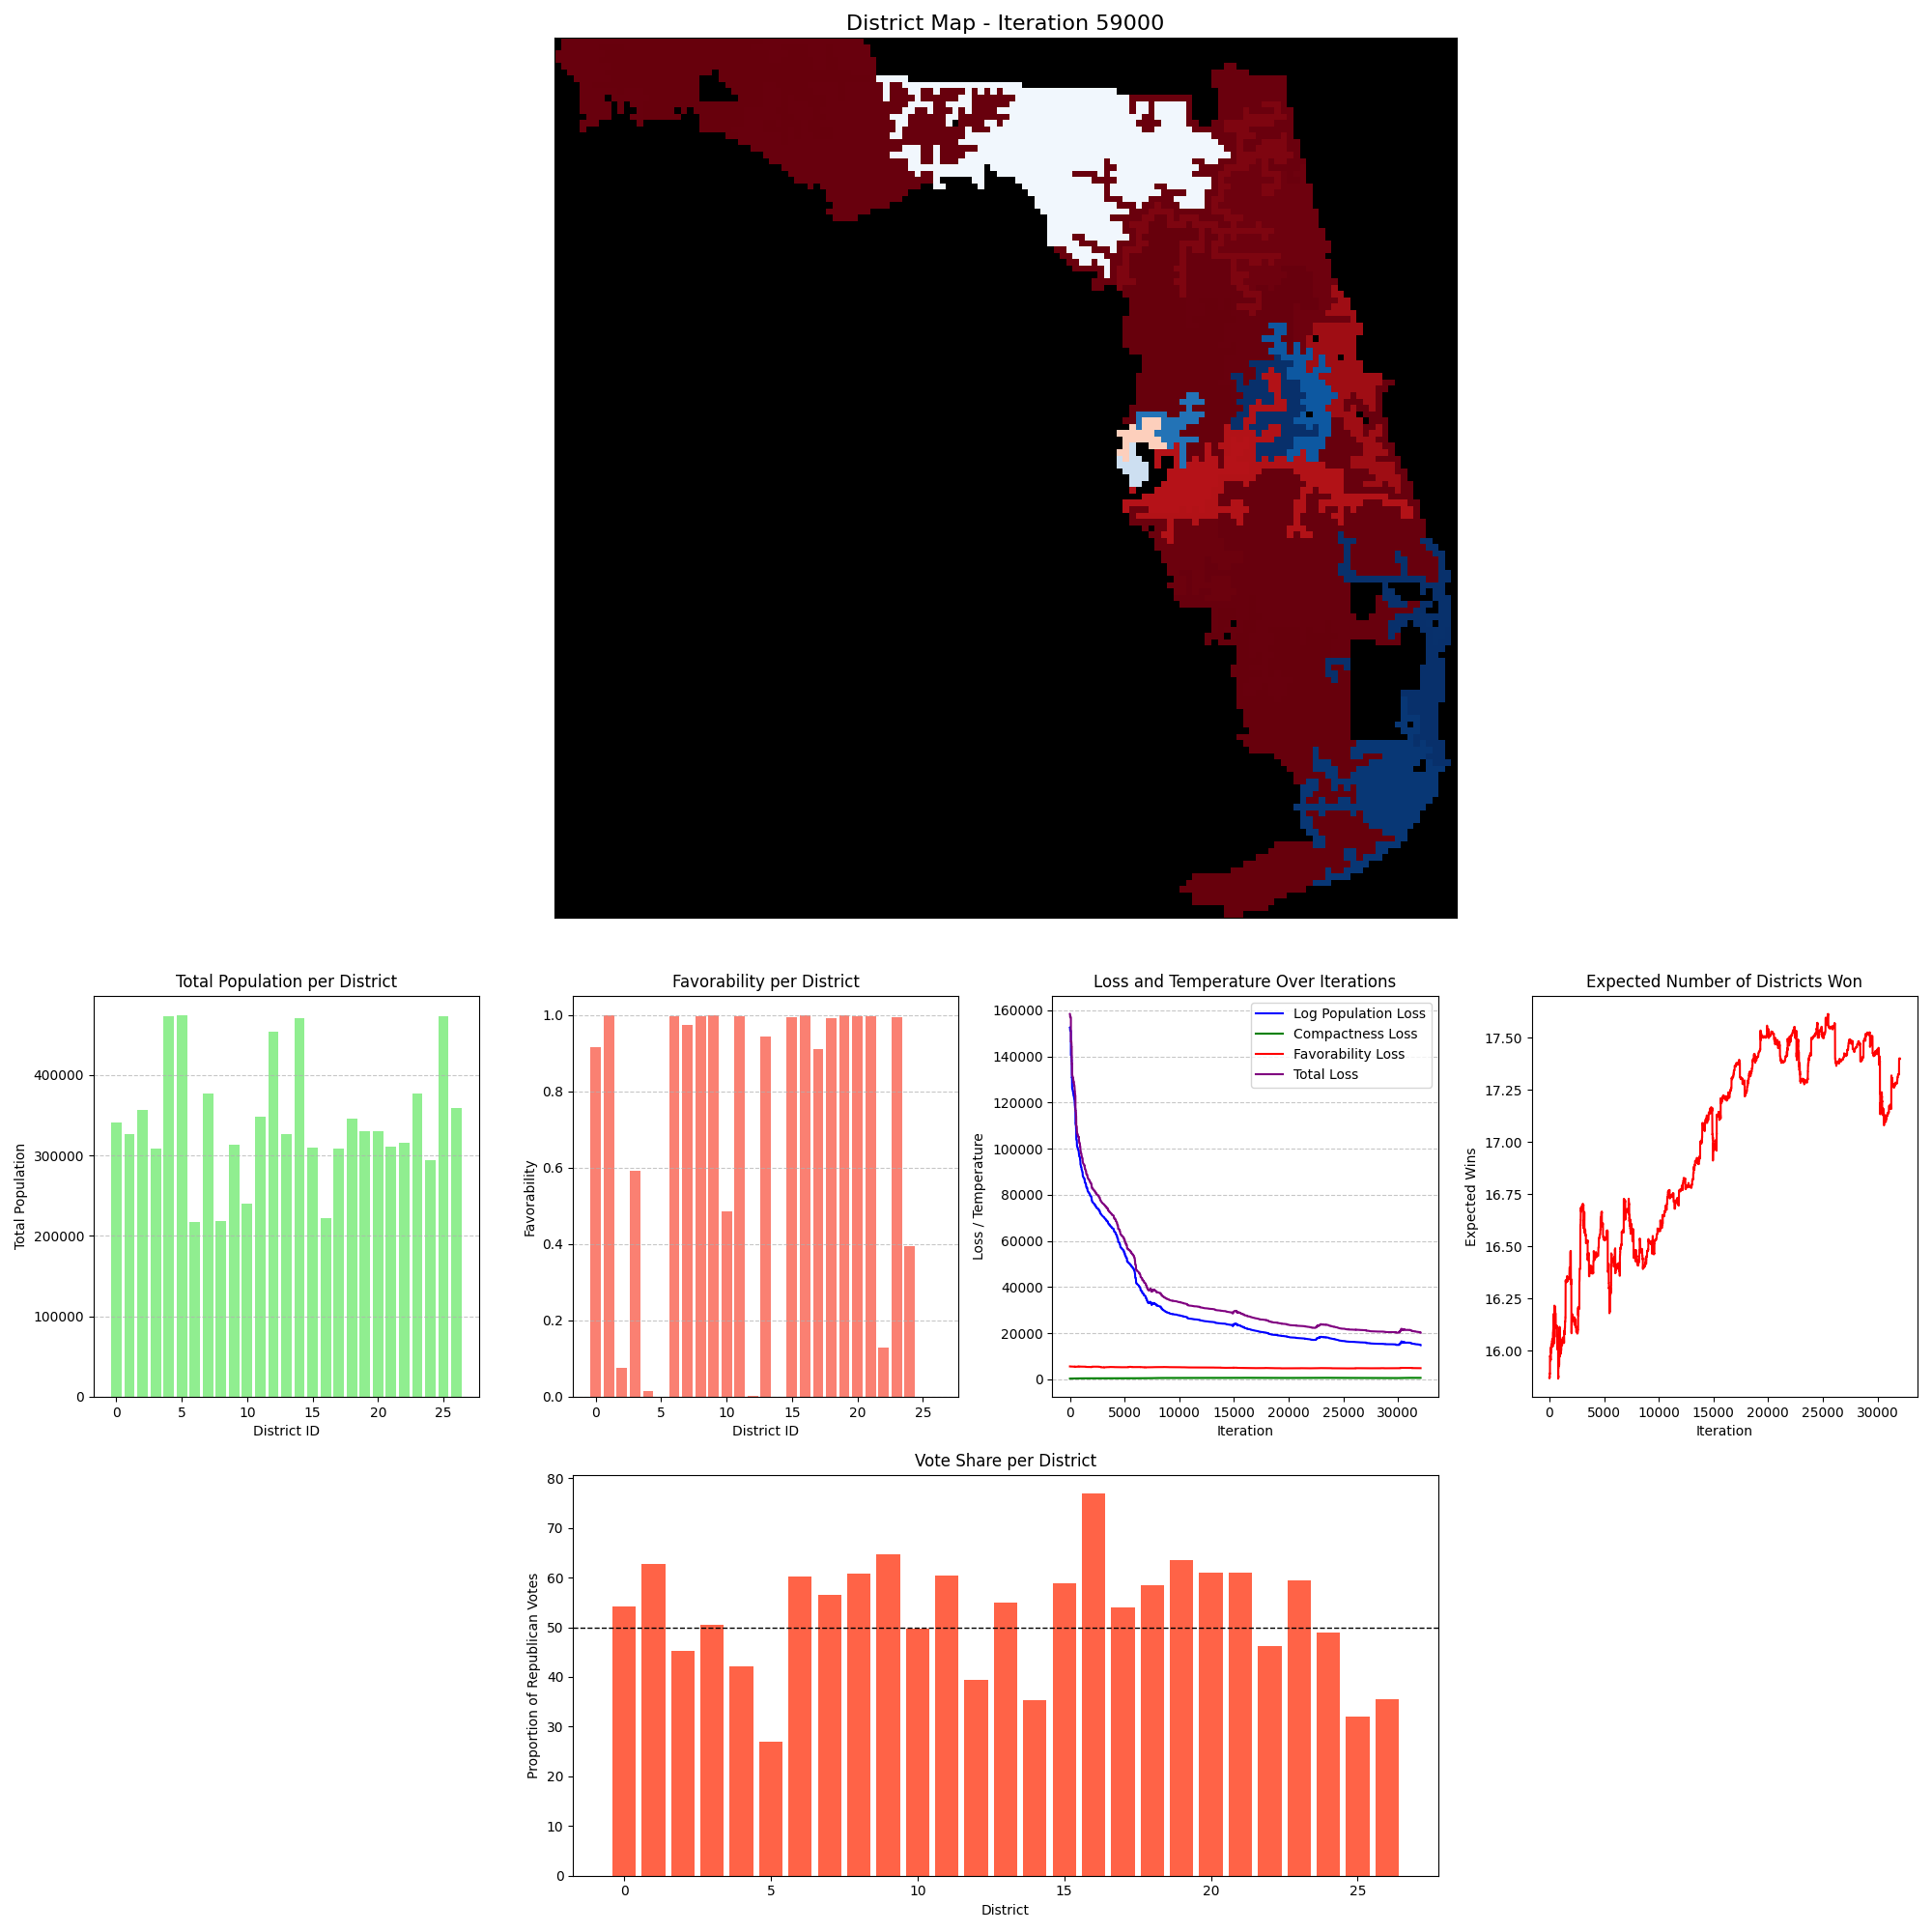 District Map - Iteration 59000
Total Population per District
Total Population
400000
300000
200000
100000
0
0 5 10 15 20 25
District ID
Favorability per District
Favorability
1.0
0.8
0.6
0.4
0.2
0.0
0 5 10 15 20 25
District ID
Loss and Temperature Over Iterations
Loss / Temperature
160000
140000
120000
100000
80000
60000
40000
20000
0
Log Population Loss
Compactness Loss
Favorability Loss
Total Loss
0 5000 10000 15000 20000 25000 30000
Iteration
Expected Number of Districts Won
Expected Wins
17.50
17.25
17.00
16.75
16.50
16.25
16.00
0 5000 10000 15000 20000 25000 30000
Iteration
Vote Share per District
Proportion of Republican Votes
80
70
60
50
40
30
20
10
0
0 5 10 15 20 25
District